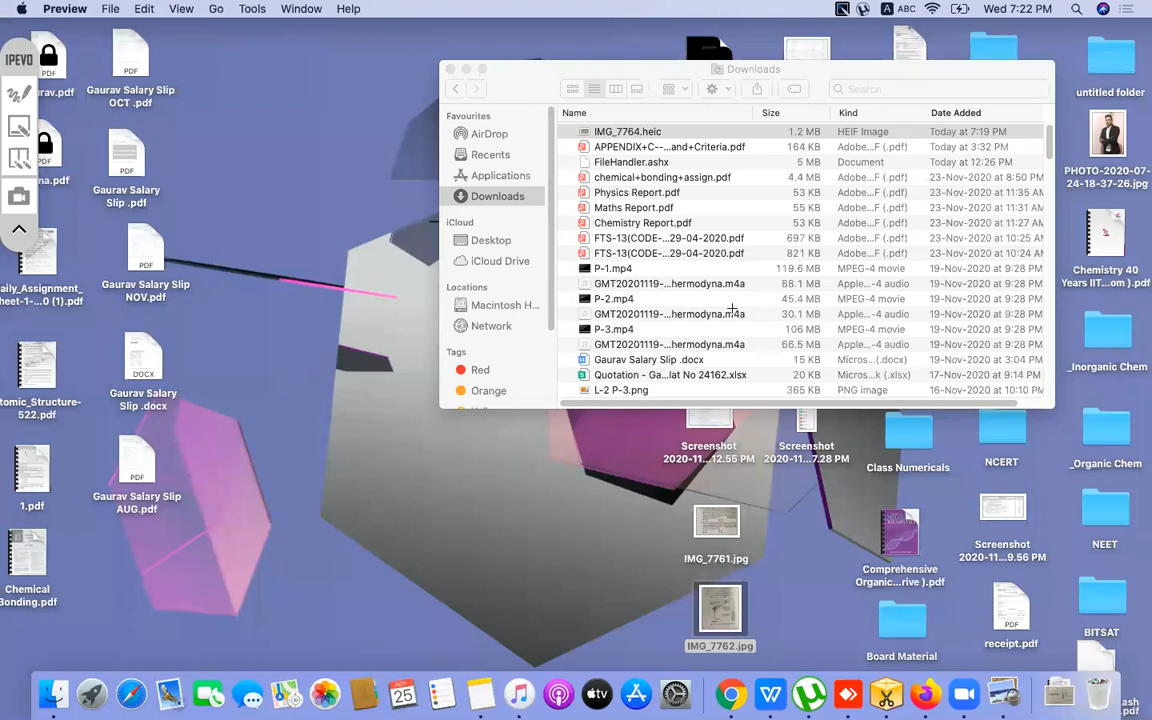 Preview File Edit View Go Tools Window Help
A ABC Wed 7:22 PM
IPEVO
Gaurav Salary Slip
OCT .pdf
Gaurav Salary
Slip .pdf
Gaurav Salary Slip
NOV.pdf
aily_Assignment_
heet-1-...0 (1).pdf
Gaurav Salary
Slip .docx
tomic_Structure-
522.pdf
Gaurav Salary Slip
AUG.pdf
1.pdf
Chemical
Bonding.pdf
Downloads
Search
Favourites
AirDrop
Recents
Applications
Downloads
iCloud
Desktop
iCloud Drive
Locations
Macintosh H...
Network
Tags
Red
Orange
Name Size Kind Date Added
IMG_7764.heic 1.2 MB HEIF Image Today at 7:19 PM
APPENDIX+C--...and+Criteria.pdf 164 KB Adobe...F (.pdf) Today at 3:32 PM
FileHandler.ashx 5 MB Document Today at 12:26 PM
chemical+bonding+assign.pdf 4.4 MB Adobe...F (.pdf) 23-Nov-2020 at 8:50 PM
Physics Report.pdf 53 KB Adobe...F (.pdf) 23-Nov-2020 at 11:35 AM
Maths Report.pdf 55 KB Adobe...F (.pdf) 23-Nov-2020 at 11:31 AM
Chemistry Report.pdf 53 KB Adobe...F (.pdf) 23-Nov-2020 at 11:27 AM
FTS-13(CODE-...29-04-2020.pdf 697 KB Adobe...F (.pdf) 23-Nov-2020 at 10:25 AM
FTS-13(CODE-...29-04-2020.pdf 821 KB Adobe...F (.pdf) 23-Nov-2020 at 10:24 AM
P-1.mp4 119.6 MB MPEG-4 movie 19-Nov-2020 at 9:28 PM
GMT20201119-...hermodyna.m4a 88.1 MB Apple...-4 audio 19-Nov-2020 at 9:28 PM
P-2.mp4 45.4 MB MPEG-4 movie 19-Nov-2020 at 9:28 PM
GMT20201119-...hermodyna.m4a 30.1 MB Apple...-4 audio 19-Nov-2020 at 9:28 PM
P-3.mp4 106 MB MPEG-4 movie 19-Nov-2020 at 9:28 PM
GMT20201119-...hermodyna.m4a 66.5 MB Apple...-4 audio 19-Nov-2020 at 9:28 PM
Gaurav Salary Slip .docx 15 KB Micros...(.docx) 19-Nov-2020 at 3:04 PM
Quotation - Ga...lat No 24162.xlsx 20 KB Micros...k (.xlsx) 17-Nov-2020 at 9:14 PM
L-2 P-3.png 365 KB PNG image 16-Nov-2020 at 10:10 PM
untitled folder
PHOTO-2020-07-
24-18-37-26.jpg
Chemistry 40
Years IIT...om ).pdf
_Inorganic Chem
Screenshot
2020-11...12.55 PM
Screenshot
2020-11...7.28 PM
Class Numericals
NCERT
_Organic Chem
IMG_7761.jpg
Comprehensive
Organic...rive ).pdf
Screenshot
2020-11...9.56 PM
NEET
IMG_7762.jpg
Board Material
PDF
receipt.pdf
BITSAT
NOV
25